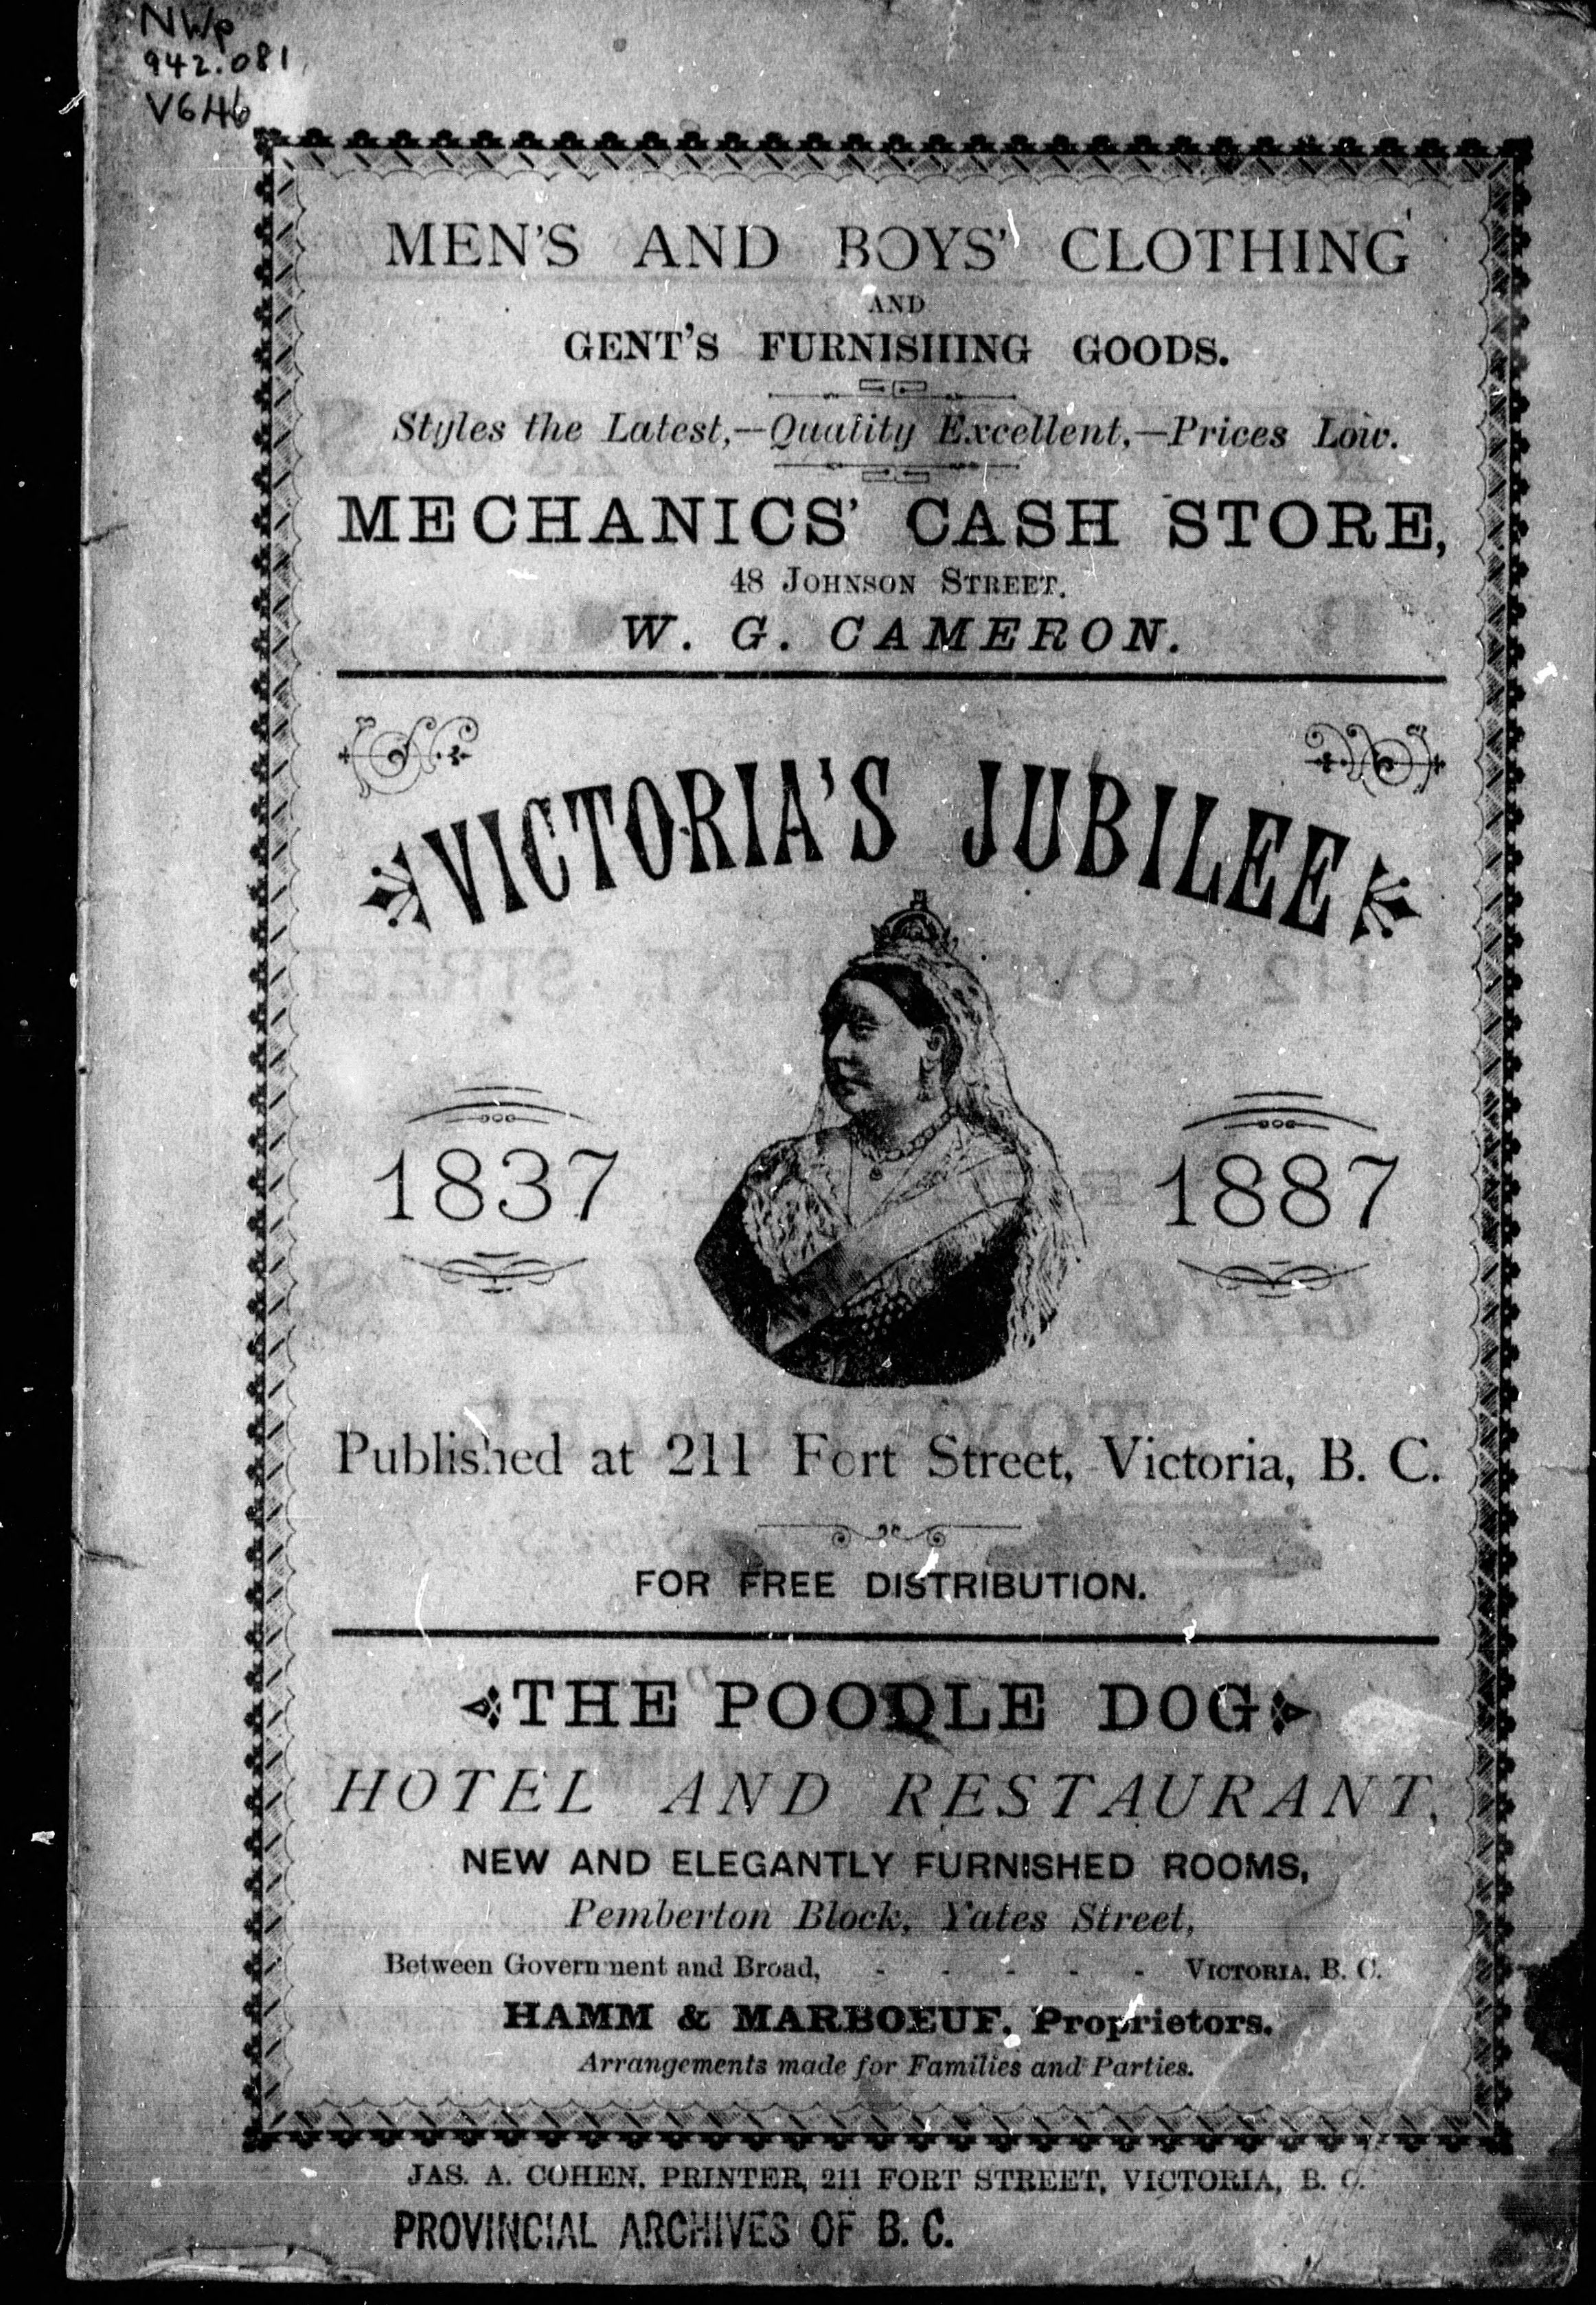 NWp
942.081
V64b
MEN'S AND BOYS' CLOTHING
AND
GENT'S FURNISHING GOODS.
Styles the Latest,—Quality Excellent,—Prices Low.
MECHANICS' CASH STORE,
48 JOHNSON STREET.
W. G. CAMERON.
VICTORIA'S JUBILEE
1837 1887
Published at 211 Fort Street, Victoria, B. C.
FOR FREE DISTRIBUTION.
THE POODLE DOG
HOTEL AND RESTAURANT,
NEW AND ELEGANTLY FURNISHED ROOMS,
Pemberton Block, Yates Street,
Between Government and Broad, - - - - - VICTORIA, B. C.
HAMM & MARBOEUF, Proprietors.
Arrangements made for Families and Parties.
JAS. A. COHEN, PRINTER, 211 FORT STREET, VICTORIA, B. C.
PROVINCIAL ARCHIVES OF B. C.